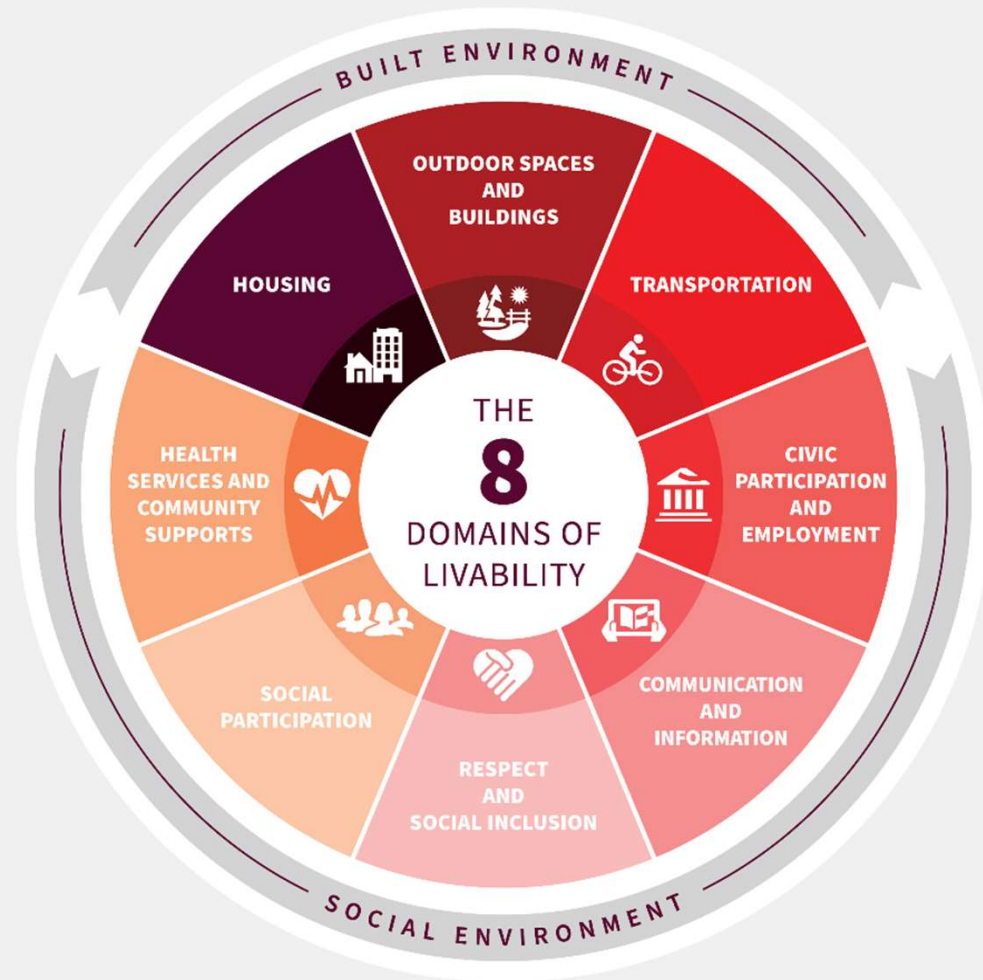 BUILT ENVIRONMENT
OUTDOOR SPACES
AND
BUILDINGS
HOUSING
TRANSPORTATION
THE
8
DOMAINS OF
LIVABILITY
HEALTH
SERVICES AND
COMMUNITY
SUPPORTS
CIVIC
PARTICIPATION
AND
EMPLOYMENT
SOCIAL
PARTICIPATION
COMMUNICATION
AND
INFORMATION
RESPECT
AND
SOCIAL INCLUSION
SOCIAL ENVIRONMENT